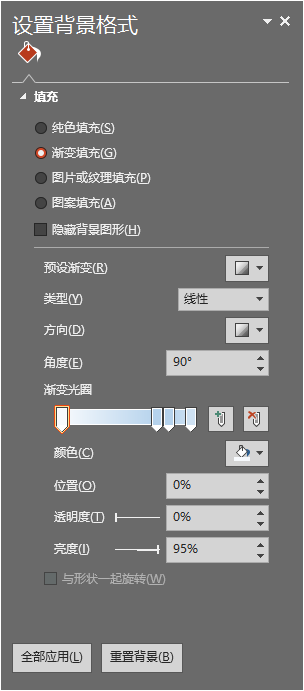 设置背景格式
填充
纯色填充(S)
渐变填充(G)
图片或纹理填充(P)
图案填充(A)
隐藏背景图形(H)
预设渐变(R)
类型(Y) 线性
方向(D)
角度(E) 90°
渐变光圈
颜色(C)
位置(O) 0%
透明度(T) 0%
亮度(I) 95%
与形状一起旋转(W)
全部应用(L) 重置背景(B)